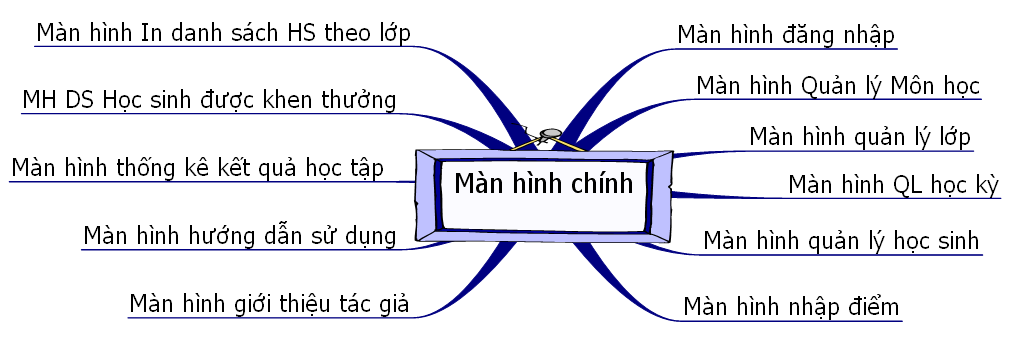 Màn hình In danh sách HS theo lớp
MH DS Học sinh được khen thưởng
Màn hình thống kê kết quả học tập
Màn hình hướng dẫn sử dụng
Màn hình giới thiệu tác giả
Màn hình chính
Màn hình đăng nhập
Màn hình Quản lý Môn học
Màn hình quản lý lớp
Màn hình QL học kỳ
Màn hình quản lý học sinh
Màn hình nhập điểm